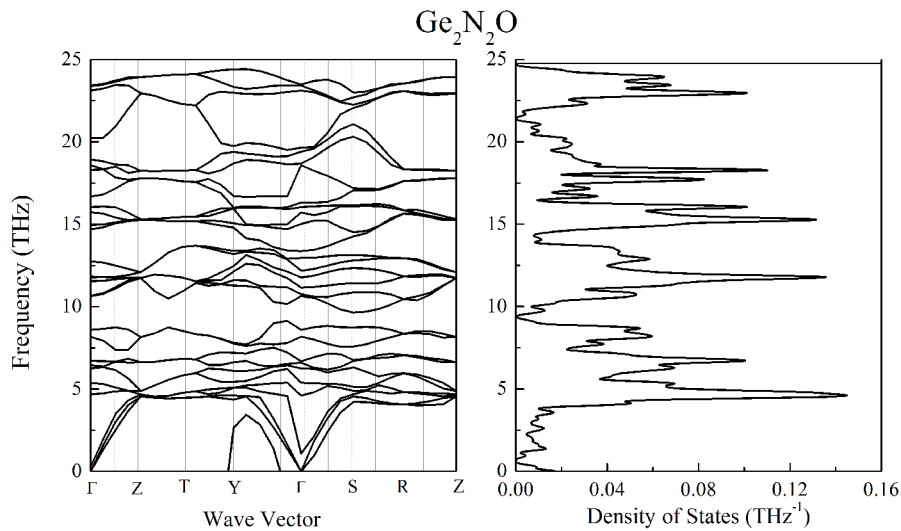 Ge₂N₂O
25
20
15
10
5
0
Frequency (THz)
Γ Z T Y Γ S R Z
Wave Vector
25
20
15
10
5
0
0.00 0.04 0.08 0.12 0.16
Density of States (THz⁻¹)